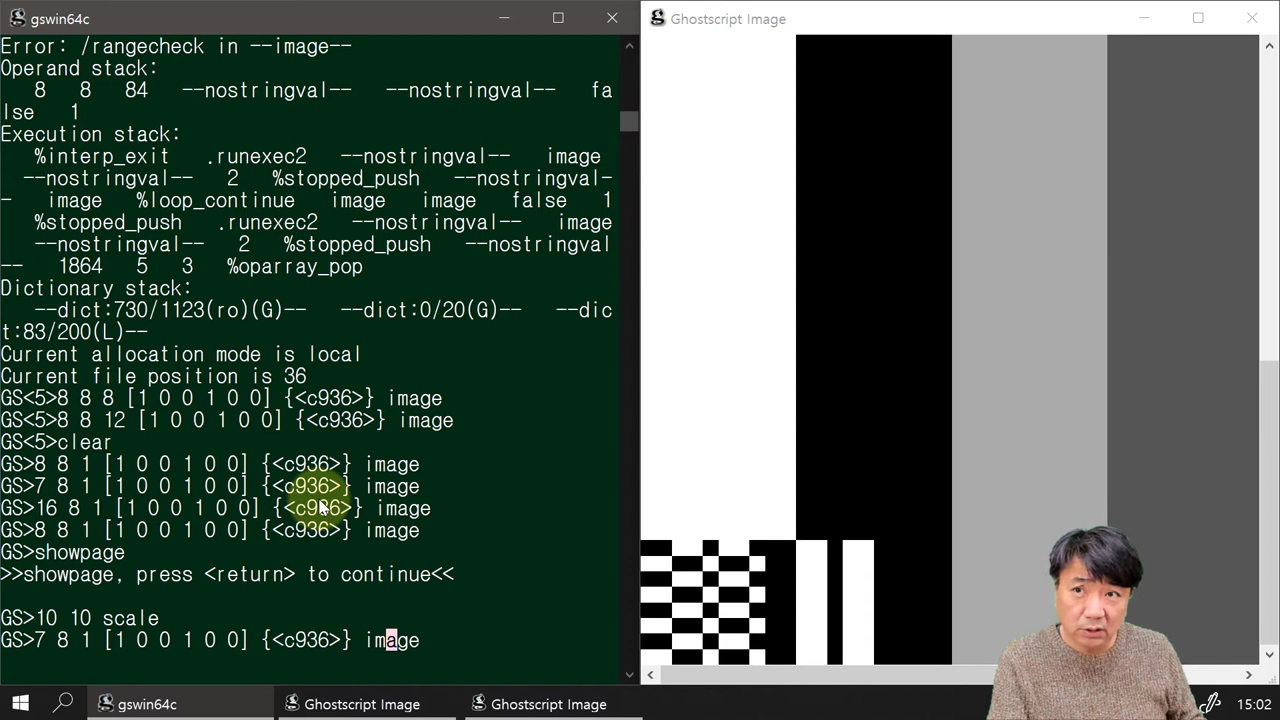 gswin64c
Error: /rangecheck in --image--
Operand stack:
8 8 84 --nostringval-- --nostringval-- fa
lse 1
Execution stack:
%interp_exit .runexec2 --nostringval-- image
--nostringval-- 2 %stopped_push --nostringval-
- image %loop_continue image image false 1
%stopped_push .runexec2 --nostringval-- image
--nostringval-- 2 %stopped_push --nostringval
-- 1864 5 3 %oparray_pop
Dictionary stack:
--dict:730/1123(ro)(G)-- --dict:0/20(G)-- --dic
t:83/200(L)--
Current allocation mode is local
Current file position is 36
GS<5>8 8 8 [1 0 0 1 0 0] {<c936>} image
GS<5>8 8 12 [1 0 0 1 0 0] {<c936>} image
GS<5>clear
GS>8 8 1 [1 0 0 1 0 0] {<c936>} image
GS>7 8 1 [1 0 0 1 0 0] {<c936>} image
GS>16 8 1 [1 0 0 1 0 0] {<c936>} image
GS>8 8 1 [1 0 0 1 0 0] {<c936>} image
GS>showpage
>>showpage, press <return> to continue<<
GS>10 10 scale
GS>7 8 1 [1 0 0 1 0 0] {<c936>} image
Ghostscript Image
gswin64c
Ghostscript Image
Ghostscript Image
15:02